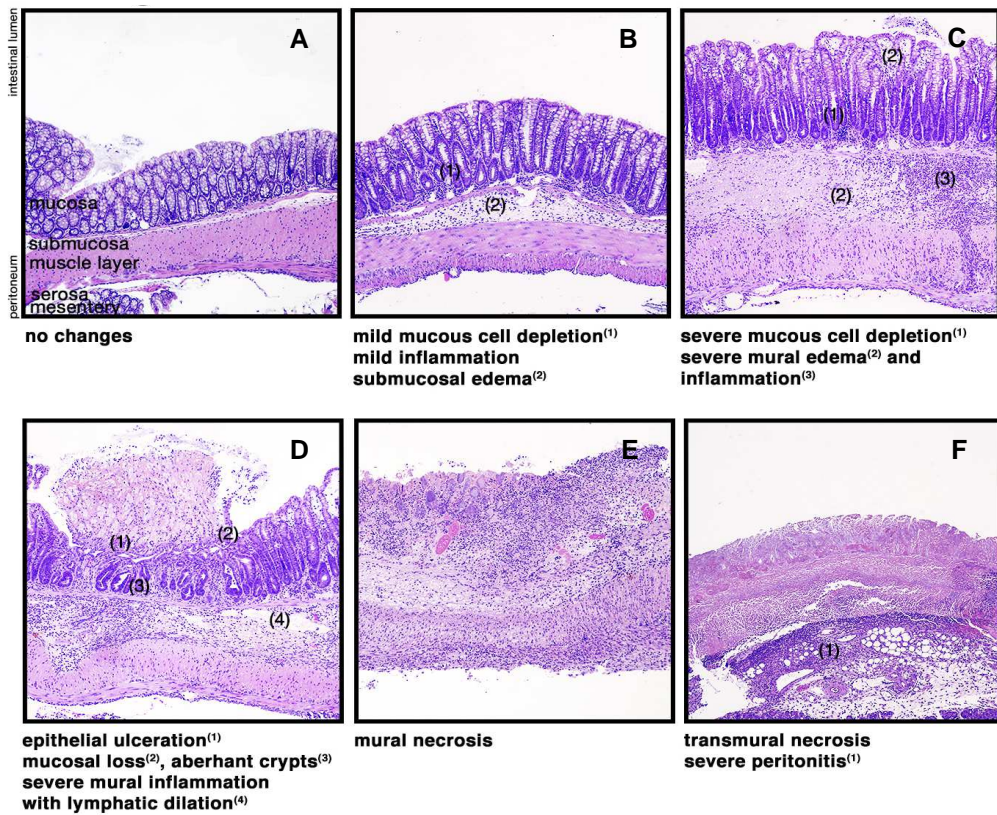 intestinal lumen
peritoneum
A
mucosa
submucosa
muscle layer
serosa
mesentery
no changes
B
(1)
(2)
mild mucous cell depletion(1)
mild inflammation
submucosal edema(2)
C
(2)
(1)
(3)
(2)
severe mucous cell depletion(1)
severe mural edema(2) and
inflammation(3)
D
(1)
(2)
(3)
(4)
epithelial ulceration(1)
mucosal loss(2), aberhant crypts(3)
severe mural inflammation
with lymphatic dilation(4)
E
mural necrosis
F
(1)
transmural necrosis
severe peritonitis(1)